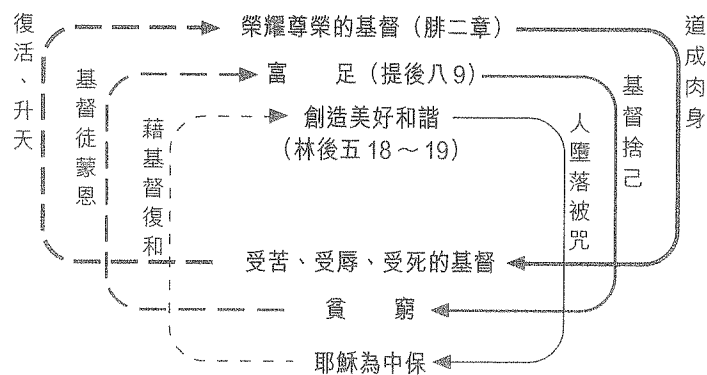 榮耀尊榮的基督（腓二章）
富　足（提後八9）
創造美好和諧
（林後五18～19）
復活、升天
基督徒蒙恩
藉基督復和
人墮落被咒
基督捨己
道成肉身
受苦、受辱、受死的基督
貧　窮
耶穌為中保